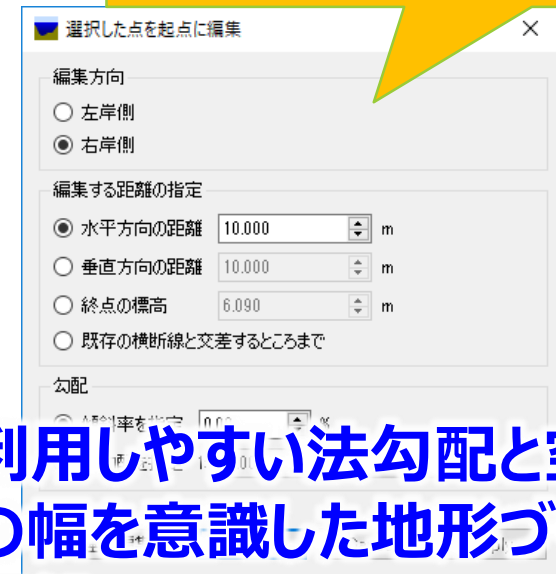 選択した点を起点に編集
編集方向
左岸側
右岸側
編集する距離の指定
水平方向の距離 10.000 m
垂直方向の距離 10.000 m
終点の標高 6.090 m
既存の横断線と交差するところまで
勾配
%
利用しやすい法勾配と
の幅を意識した地形づ